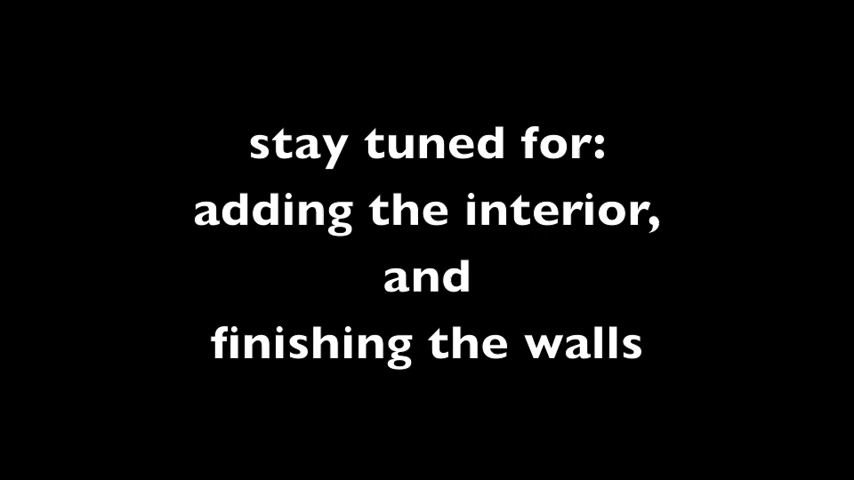 stay tuned for:
adding the interior,
and
finishing the walls